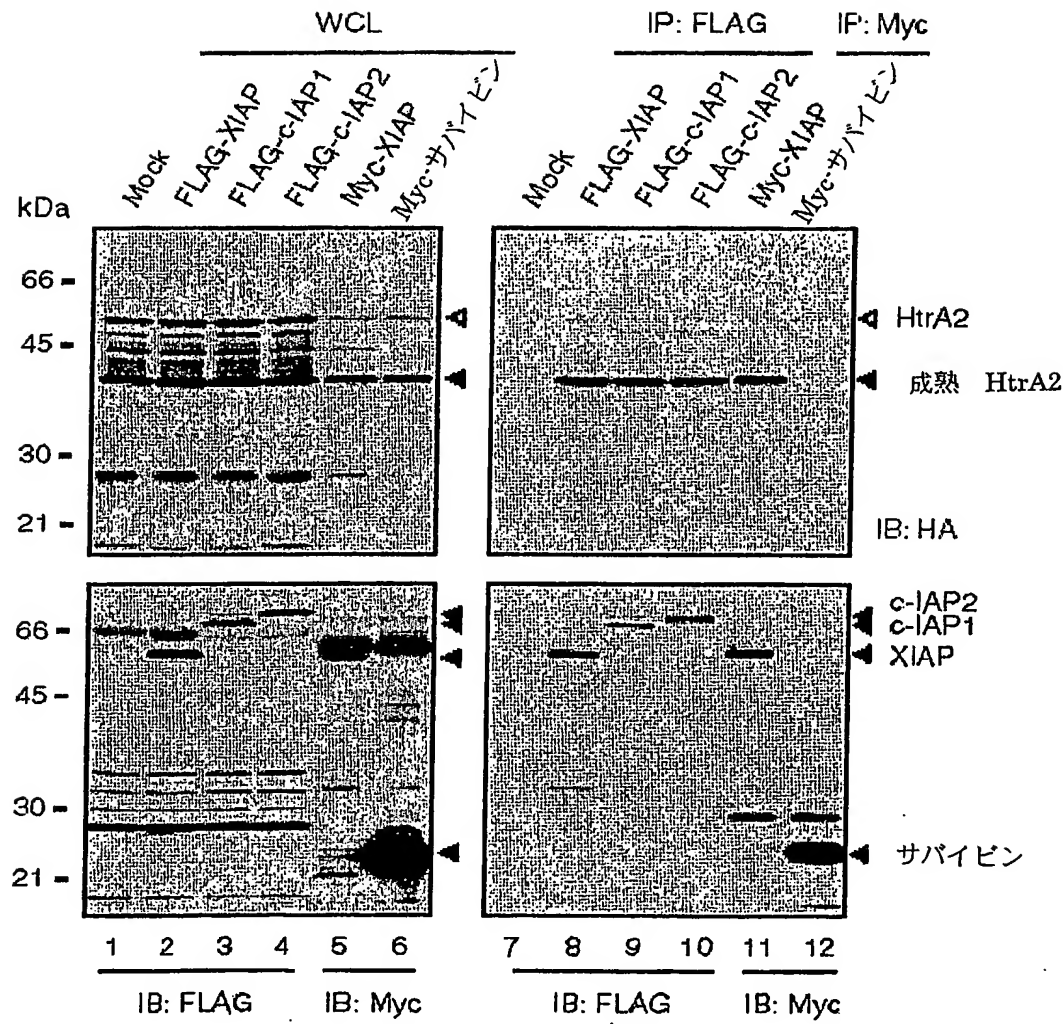 WCL
IP: FLAG
IP: Myc
Mock
FLAG-XIAP
FLAG-c-IAP1
FLAG-c-IAP2
Myc-XIAP
Myc-サバイビン
Mock
FLAG-XIAP
FLAG-c-IAP1
FLAG-c-IAP2
Myc-XIAP
Myc-サバイビン
kDa
66
45
30
21
HtrA2
成熟 HtrA2
IB: HA
66
45
30
21
c-IAP2
c-IAP1
XIAP
サバイビン
1 2 3 4 5 6
7 8 9 10 11 12
IB: FLAG
IB: Myc
IB: FLAG
IB: Myc